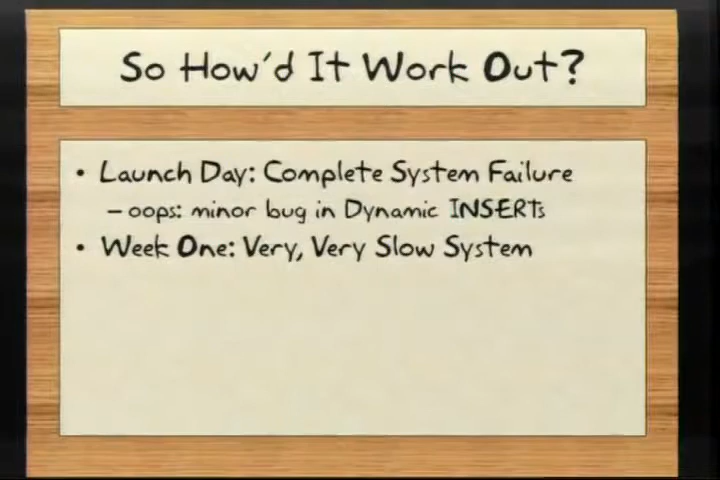 So How'd It Work Out?
• Launch Day: Complete System Failure
– oops: minor bug in Dynamic INSERTs
• Week One: Very, Very Slow System